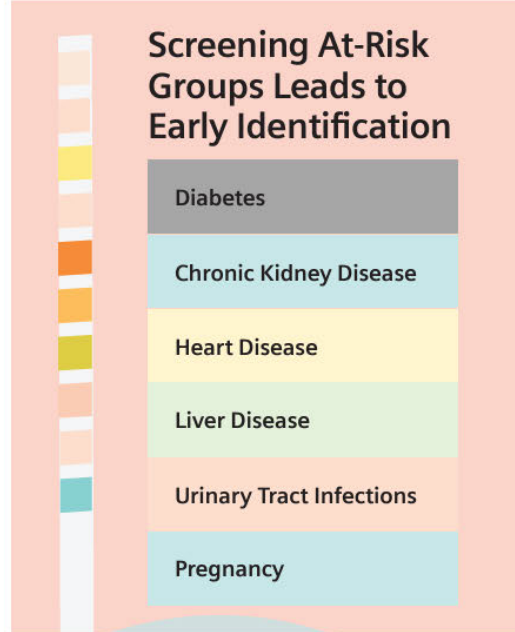 Screening At-Risk
Groups Leads to
Early Identification
Diabetes
Chronic Kidney Disease
Heart Disease
Liver Disease
Urinary Tract Infections
Pregnancy